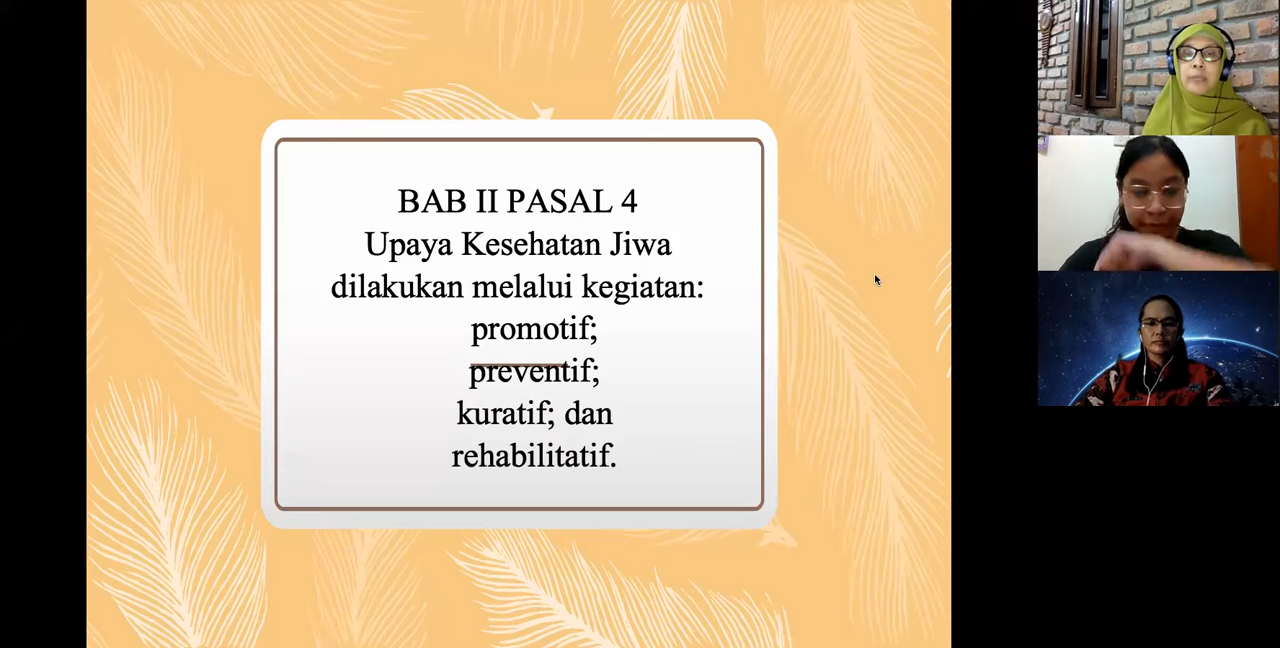 BAB II PASAL 4
Upaya Kesehatan Jiwa
dilakukan melalui kegiatan:
promotif;
preventif;
kuratif; dan
rehabilitatif.